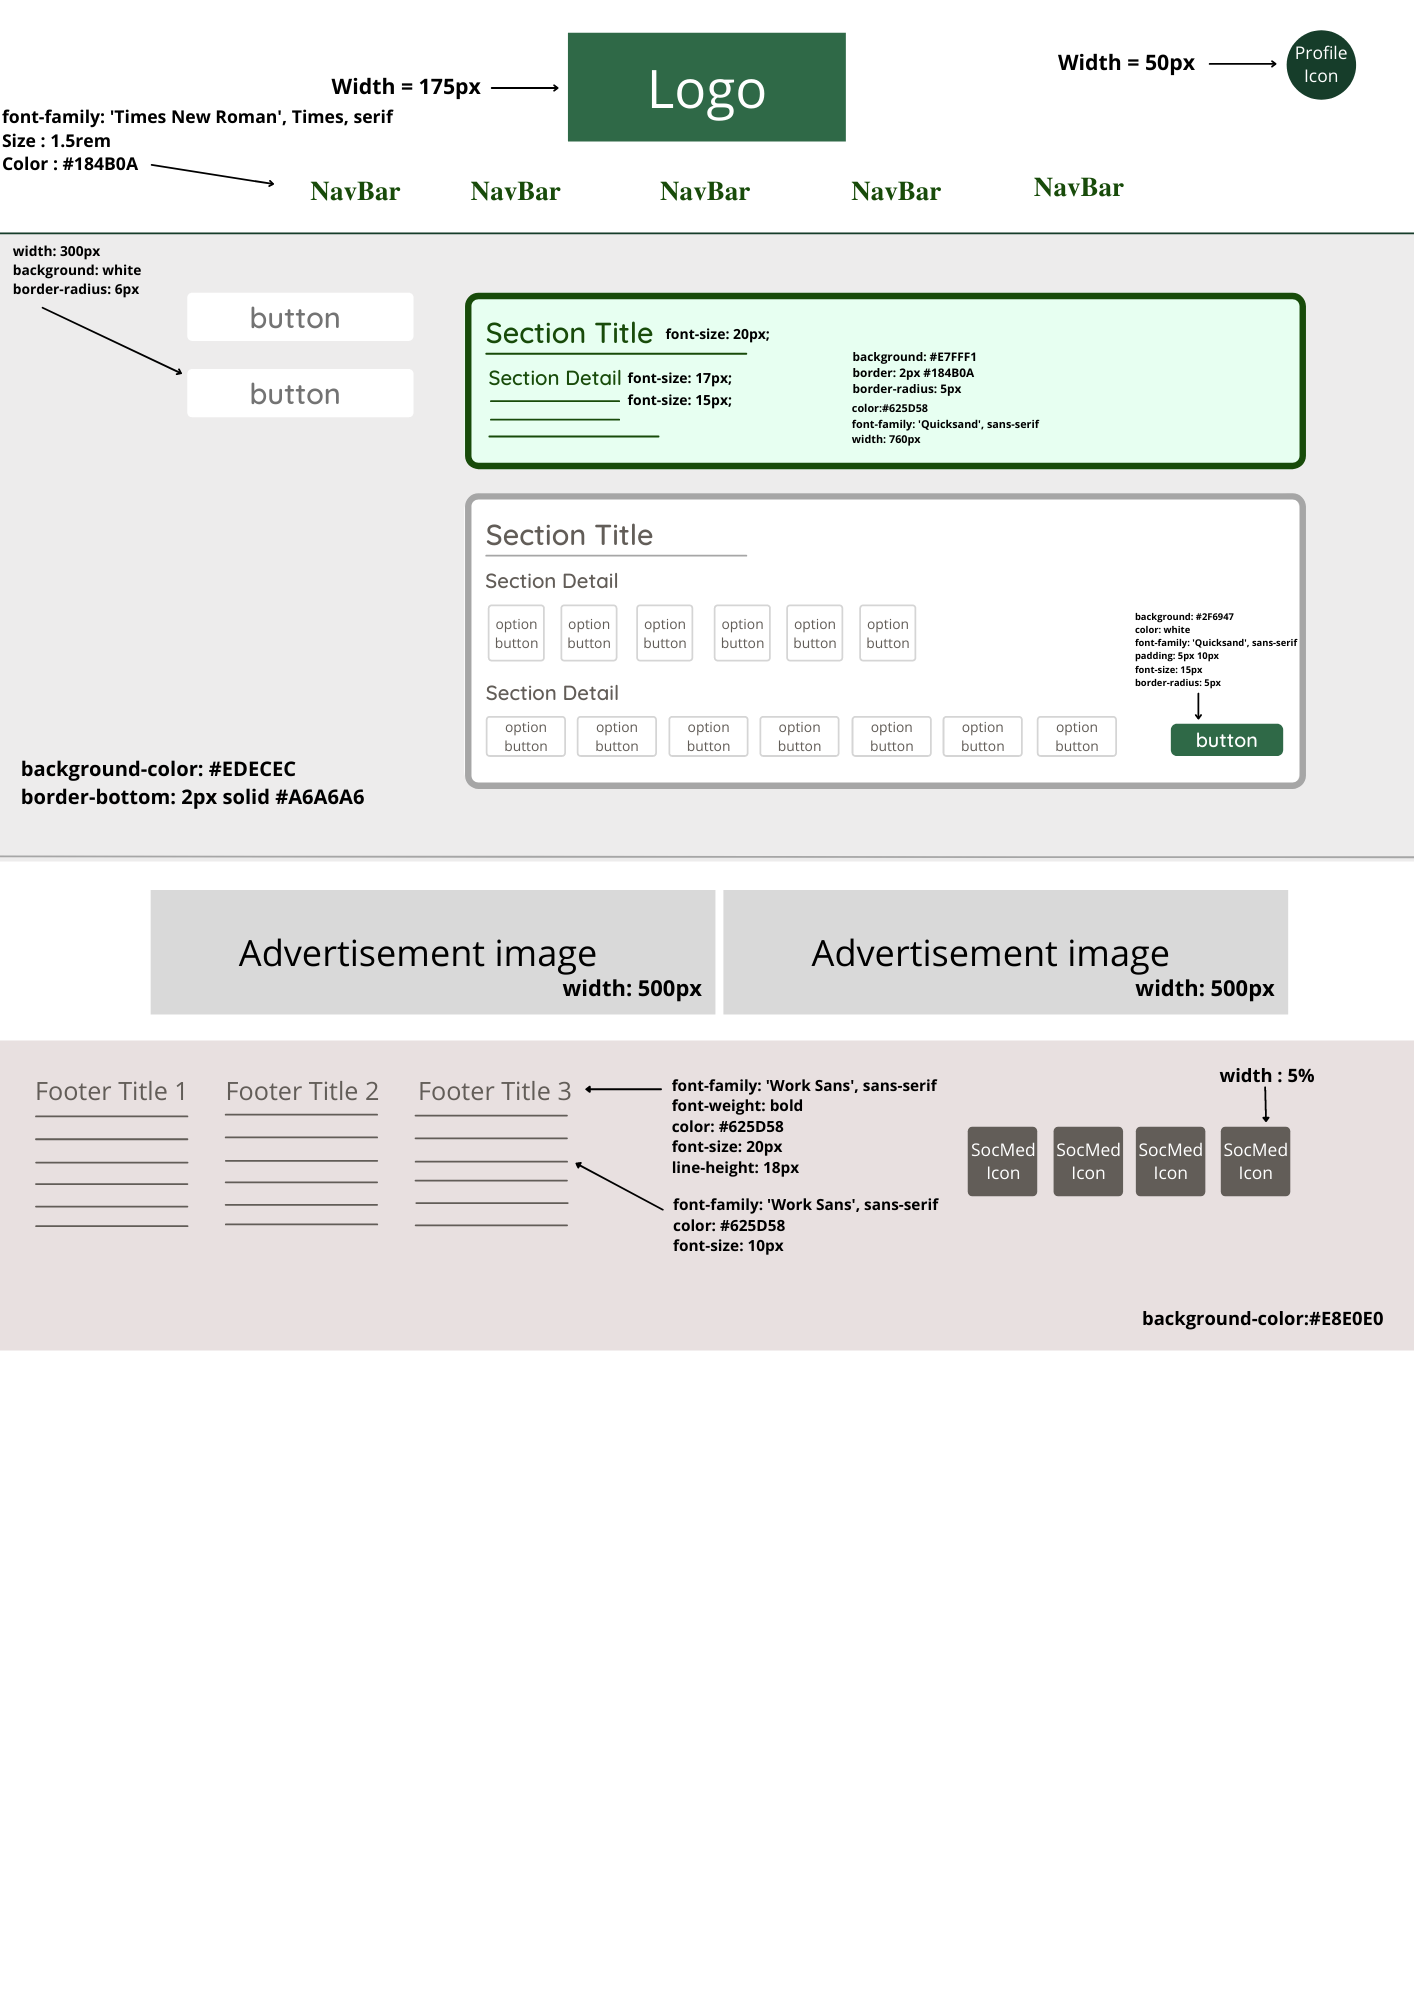 Profile
Icon
Width = 50px
Logo
Width = 175px
font-family: 'Times New Roman', Times, serif
Size : 1.5rem
Color : #184B0A
NavBar
NavBar
NavBar
NavBar
NavBar
width: 300px
background: white
border-radius: 6px
button
button
Section Title
font-size: 20px;
Section Detail
font-size: 17px;
font-size: 15px;
background: #E7FFF1
border: 2px #184B0A
border-radius: 5px
color:#625D58
font-family: 'Quicksand', sans-serif
width: 760px
Section Title
Section Detail
option
button
option
button
option
button
option
button
option
button
option
button
background: #2F6947
color: white
font-family: 'Quicksand', sans-serif
padding: 5px 10px
font-size: 15px
border-radius: 5px
Section Detail
option
button
option
button
option
button
option
button
option
button
option
button
option
button
button
background-color: #EDECEC
border-bottom: 2px solid #A6A6A6
Advertisement image
width: 500px
Advertisement image
width: 500px
Footer Title 1
Footer Title 2
Footer Title 3
font-family: 'Work Sans', sans-serif
font-weight: bold
color: #625D58
font-size: 20px
line-height: 18px
font-family: 'Work Sans', sans-serif
color: #625D58
font-size: 10px
width : 5%
SocMed
Icon
SocMed
Icon
SocMed
Icon
SocMed
Icon
background-color:#E8E0E0